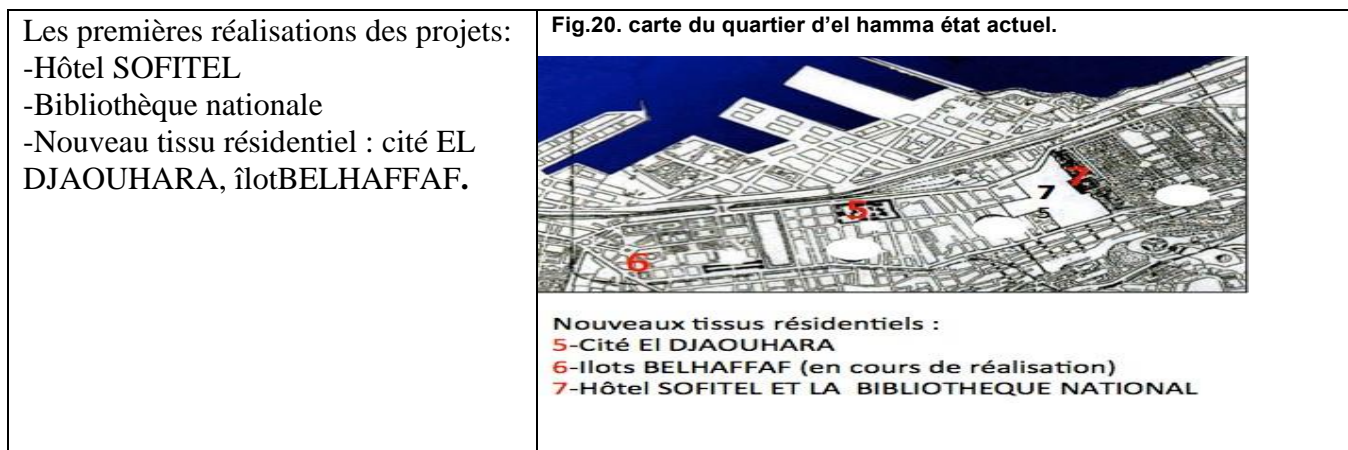 Les premières réalisations des projets:
-Hôtel SOFITEL
-Bibliothèque nationale
-Nouveau tissu résidentiel : cité EL
DJAOUHARA, îlotBELHAFFAF.
Fig.20. carte du quartier d'el hamma état actuel.
7
7
5
5
6
Nouveaux tissus résidentiels :
5-Cité El DJAOUHARA
6-Ilots BELHAFFAF (en cours de réalisation)
7-Hôtel SOFITEL ET LA BIBLIOTHEQUE NATIONAL